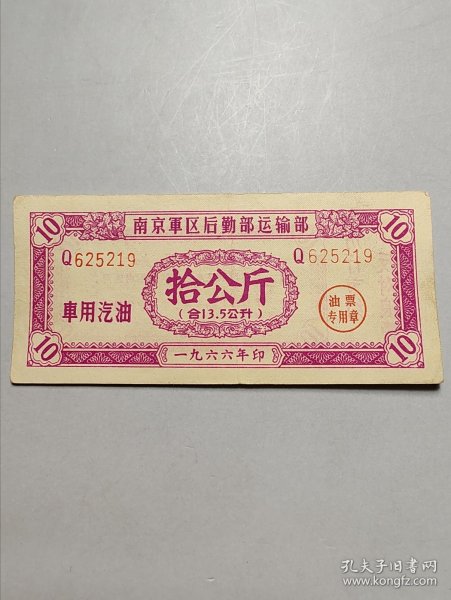 10 南京軍区后勤部运输部 10
Q625219 Q625219
拾公斤
(合13.5公升)
車用汽油
油票
专用章
10 一九六六年印 10
孔夫子旧书网
www.kongfz.com